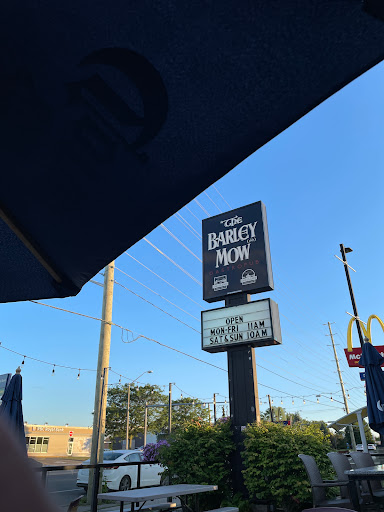 The
BARLEY
MOW
OPEN
MON-FRI 11AM
SAT&SUN 10AM